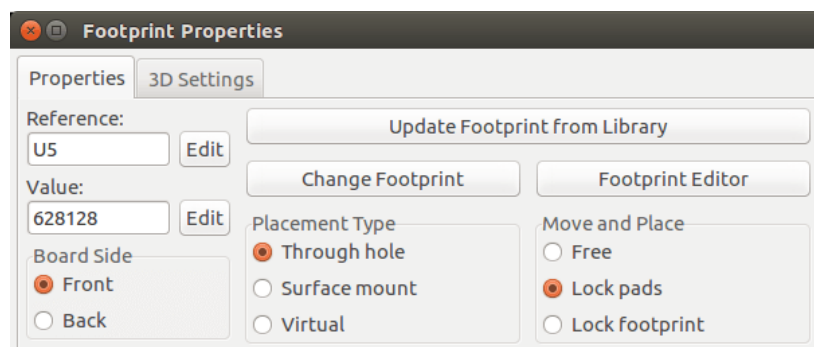 Footprint Properties
Properties
3D Settings
Reference:
U5
Edit
Update Footprint from Library
Value:
628128
Edit
Change Footprint
Footprint Editor
Board Side
Front
Back
Placement Type
Through hole
Surface mount
Virtual
Move and Place
Free
Lock pads
Lock footprint